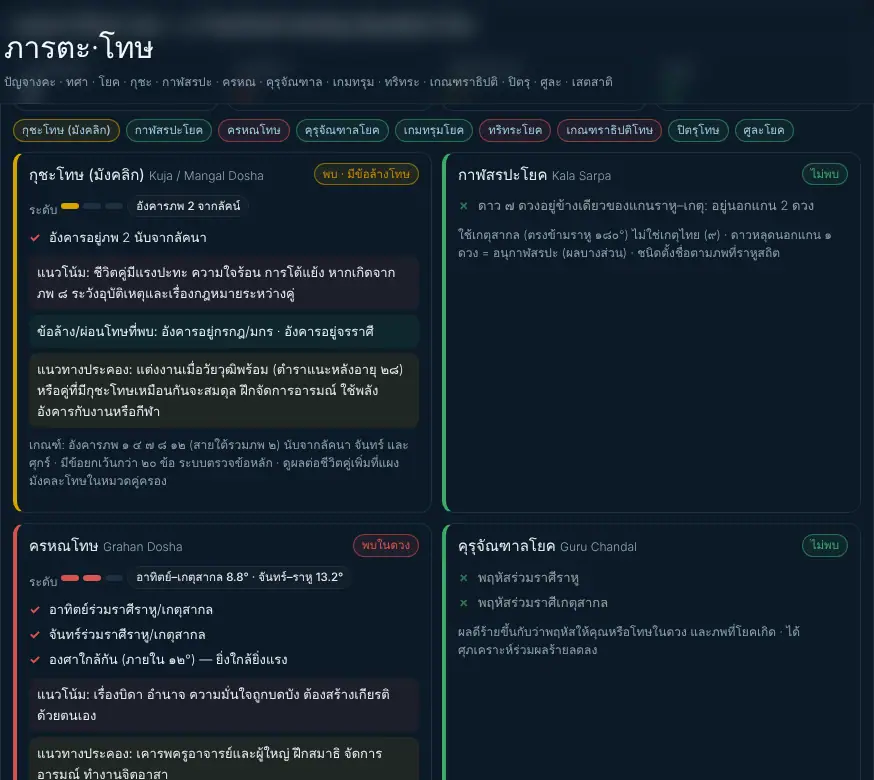 ภารตะ·โทษ
ปัญจางคะ · ทศา · โยค · กุชะ · กาฬสรปะ · ครหณ · คุรุจัณฑาล · เกมทรุม · ทริทระ · เกณฑราธิปติ · ปิตรุ · ศูละ · เสตสาติ
กุชะโทษ (มังคลิก) กาฬสรปะโยค ครหณโทษ คุรุจัณฑาลโยค เกมทรุมโยค ทริทระโยค เกณฑราธิปติโทษ ปิตรุโทษ ศูละโยค
กุชะโทษ (มังคลิก) Kuja / Mangal Dosha พบ · มีข้อล้างโทษ
ระดับ อังคารภพ 2 จากลัคน์
อังคารอยู่ภพ 2 นับจากลัคนา
แนวโน้ม: ชีวิตคู่มีแรงปะทะ ความใจร้อน การโต้แย้ง หากเกิดจาก
ภพ ๘ ระวังอุบัติเหตุและเรื่องกฎหมายระหว่างคู่
ข้อล้าง/ผ่อนโทษที่พบ: อังคารอยู่กรกฎ/มกร · อังคารอยู่จรราศี
แนวทางประคอง: แต่งงานเมื่อวัยวุฒิพร้อม (ตำราแนะหลังอายุ ๒๘)
หรือคู่ที่มีกุชะโทษเหมือนกันจะสมดุล ฝึกจัดการอารมณ์ ใช้พลัง
อังคารกับงานหรือกีฬา
เกณฑ์: อังคารภพ ๑ ๔ ๗ ๘ ๑๒ (สายใต้รวมภพ ๒) นับจากลัคนา จันทร์ และ
ศุกร์ · มีข้อยกเว้นกว่า ๒๐ ข้อ ระบบตรวจข้อหลัก · ดูผลต่อชีวิตคู่เพิ่มที่แผง
มังคละโทษในหมวดคู่ครอง
กาฬสรปะโยค Kala Sarpa ไม่พบ
ดาว ๗ ดวงอยู่ข้างเดียวของแกนราหู–เกตุ: อยู่นอกแกน 2 ดวง
ใช้เกตุสากล (ตรงข้ามราหู ๑๘๐°) ไม่ใช่เกตุไทย (๙) · ดาวหลุดนอกแกน ๑
ดวง = อนุกาฬสรปะ (ผลบางส่วน) · ชนิดตั้งชื่อตามภพที่ราหูสถิต
ครหณโทษ Grahan Dosha พบในดวง
ระดับ อาทิตย์–เกตุสากล 8.8° · จันทร์–ราหู 13.2°
อาทิตย์ร่วมราศีราหู/เกตุสากล
จันทร์ร่วมราศีราหู/เกตุสากล
องศาใกล้กัน (ภายใน ๑๒°) — ยิ่งใกล้ยิ่งแรง
แนวโน้ม: เรื่องบิดา อำนาจ ความมั่นใจถูกบดบัง ต้องสร้างเกียรติ
ด้วยตนเอง
แนวทางประคอง: เคารพครูอาจารย์และผู้ใหญ่ ฝึกสมาธิ จัดการ
อารมณ์ ทำงานจิตอาสา
คุรุจัณฑาลโยค Guru Chandal ไม่พบ
พฤหัสร่วมราศีราหู
พฤหัสร่วมราศีเกตุสากล
ผลดีร้ายขึ้นกับว่าพฤหัสให้คุณหรือโทษในดวง และภพที่โยคเกิด · ได้
ศุภเคราะห์ร่วมผลร้ายลดลง